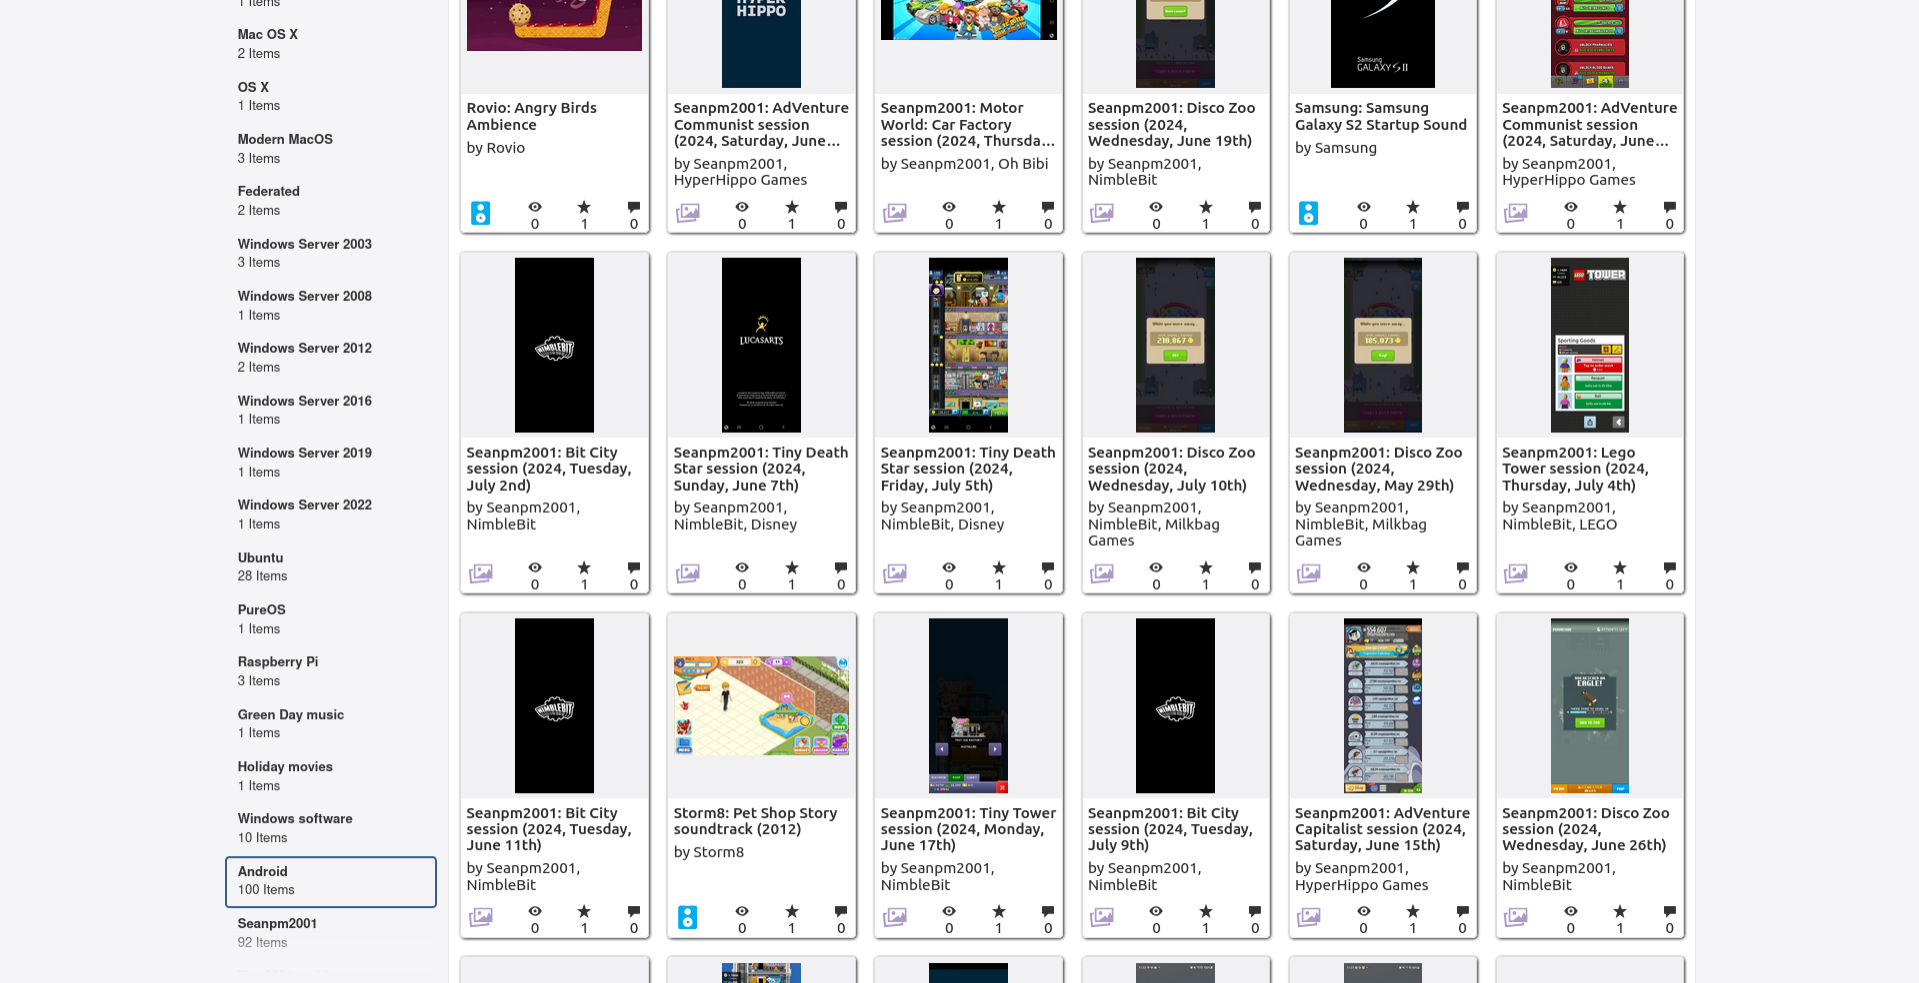 1 Items
Mac OS X
2 Items
OS X
1 Items
Modern MacOS
3 Items
Federated
2 Items
Windows Server 2003
3 Items
Windows Server 2008
1 Items
Windows Server 2012
2 Items
Windows Server 2016
1 Items
Windows Server 2019
1 Items
Windows Server 2022
1 Items
Ubuntu
28 Items
PureOS
1 Items
Raspberry Pi
3 Items
Green Day music
1 Items
Holiday movies
1 Items
Windows software
10 Items
Android
100 Items
Seanpm2001
92 Items
Rovio: Angry Birds
Ambience
by Rovio
0 1 0
HYPER
HIPPO
Seanpm2001: AdVenture
Communist session
(2024, Saturday, June...
by Seanpm2001,
HyperHippo Games
0 1 0
Seanpm2001: Motor
World: Car Factory
session (2024, Thursda...
by Seanpm2001, Oh Bibi
0 1 0
Seanpm2001: Disco Zoo
session (2024,
Wednesday, June 19th)
by Seanpm2001,
NimbleBit
0 1 0
Samsung
GALAXY S II
Samsung: Samsung
Galaxy S2 Startup Sound
by Samsung
0 1 0
Seanpm2001: AdVenture
Communist session
(2024, Saturday, June...
by Seanpm2001,
HyperHippo Games
0 1 0
NIMBLEBIT
Seanpm2001: Bit City
session (2024, Tuesday,
July 2nd)
by Seanpm2001,
NimbleBit
0 1 0
LUCASARTS
Seanpm2001: Tiny Death
Star session (2024,
Sunday, June 7th)
by Seanpm2001,
NimbleBit, Disney
0 1 0
Seanpm2001: Tiny Death
Star session (2024,
Friday, July 5th)
by Seanpm2001,
NimbleBit, Disney
0 1 0
While you were away...
210,867
Seanpm2001: Disco Zoo
session (2024,
Wednesday, July 10th)
by Seanpm2001,
NimbleBit, Milkbag
Games
0 1 0
While you were away...
185,073
Seanpm2001: Disco Zoo
session (2024,
Wednesday, May 29th)
by Seanpm2001,
NimbleBit, Milkbag
Games
0 1 0
LEGO TOWER
Sporting Goods
Seanpm2001: Lego
Tower session (2024,
Thursday, July 4th)
by Seanpm2001,
NimbleBit, LEGO
0 1 0
NIMBLEBIT
Seanpm2001: Bit City
session (2024, Tuesday,
June 11th)
by Seanpm2001,
NimbleBit
0 1 0
Storm8: Pet Shop Story
soundtrack (2012)
by Storm8
0 1 0
Seanpm2001: Tiny Tower
session (2024, Monday,
June 17th)
by Seanpm2001,
NimbleBit
0 1 0
NIMBLEBIT
Seanpm2001: Bit City
session (2024, Tuesday,
July 9th)
by Seanpm2001,
NimbleBit
0 1 0
Seanpm2001: AdVenture
Capitalist session (2024,
Saturday, June 15th)
by Seanpm2001,
HyperHippo Games
0 1 0
EAGLE!
Seanpm2001: Disco Zoo
session (2024,
Wednesday, June 26th)
by Seanpm2001,
NimbleBit
0 1 0